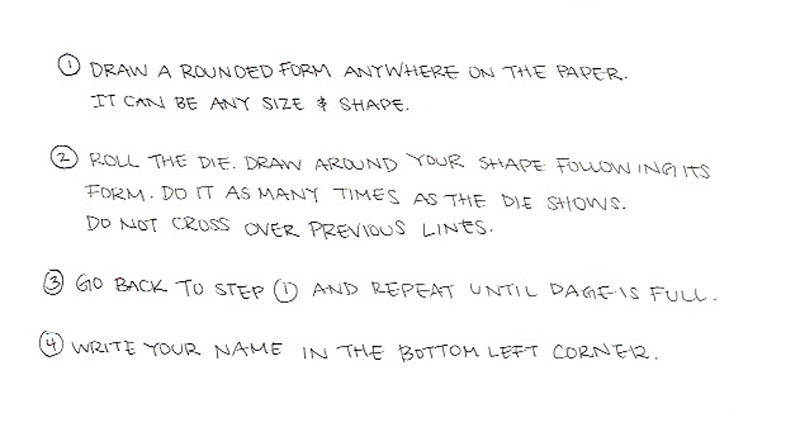 ① DRAW A ROUNDED FORM ANYWHERE ON THE PAPER.
IT CAN BE ANY SIZE & SHAPE.
② ROLL THE DIE. DRAW AROUND YOUR SHAPE FOLLOWING ITS
FORM. DO IT AS MANY TIMES AS THE DIE SHOWS.
DO NOT CROSS OVER PREVIOUS LINES.
③ GO BACK TO STEP ① AND REPEAT UNTIL PAGE IS FULL.
④ WRITE YOUR NAME IN THE BOTTOM LEFT CORNER.